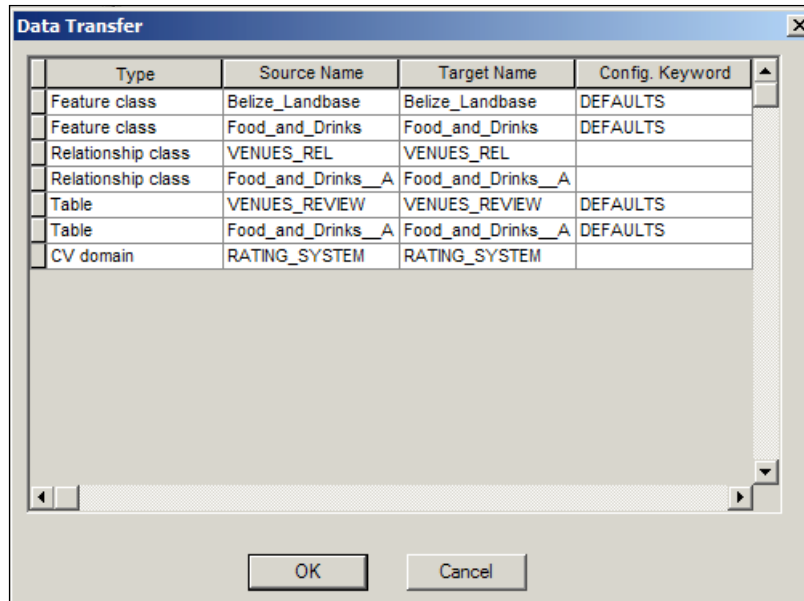 Data Transfer
Type Source Name Target Name Config. Keyword
Feature class Belize_Landbase Belize_Landbase DEFAULTS
Feature class Food_and_Drinks Food_and_Drinks DEFAULTS
Relationship class VENUES_REL VENUES_REL
Relationship class Food_and_Drinks__A Food_and_Drinks__A
Table VENUES_REVIEW VENUES_REVIEW DEFAULTS
Table Food_and_Drinks__A Food_and_Drinks__A DEFAULTS
CV domain RATING_SYSTEM RATING_SYSTEM
OK Cancel